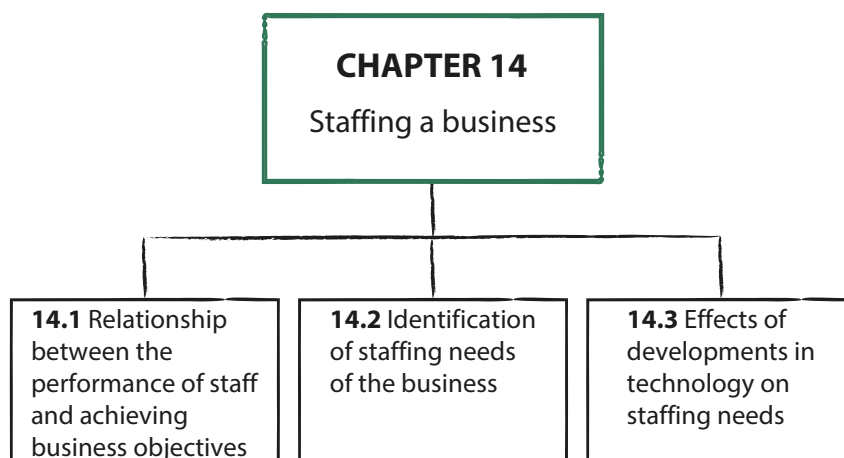 CHAPTER 14
Staffing a business
14.1 Relationship
between the
performance of staff
and achieving
business objectives
14.2 Identification
of staffing needs
of the business
14.3 Effects of
developments in
technology on
staffing needs